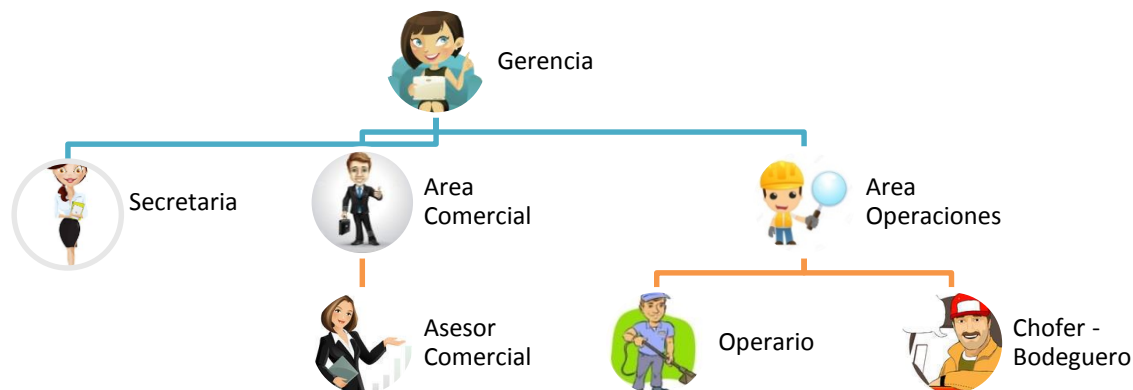 Gerencia
Secretaria
Area
Comercial
Area
Operaciones
Asesor
Comercial
Operario
Chofer -
Bodeguero